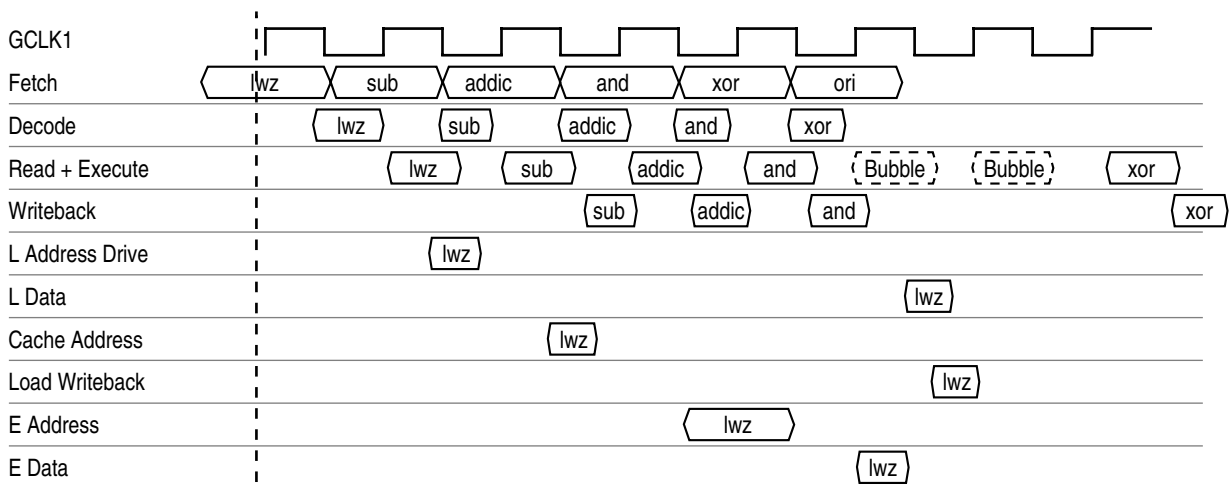 GCLK1
Fetch lwz sub addic and xor ori
Decode lwz sub addic and xor
Read + Execute lwz sub addic and Bubble Bubble xor
Writeback sub addic and xor
L Address Drive lwz
L Data lwz
Cache Address lwz
Load Writeback lwz
E Address lwz
E Data lwz